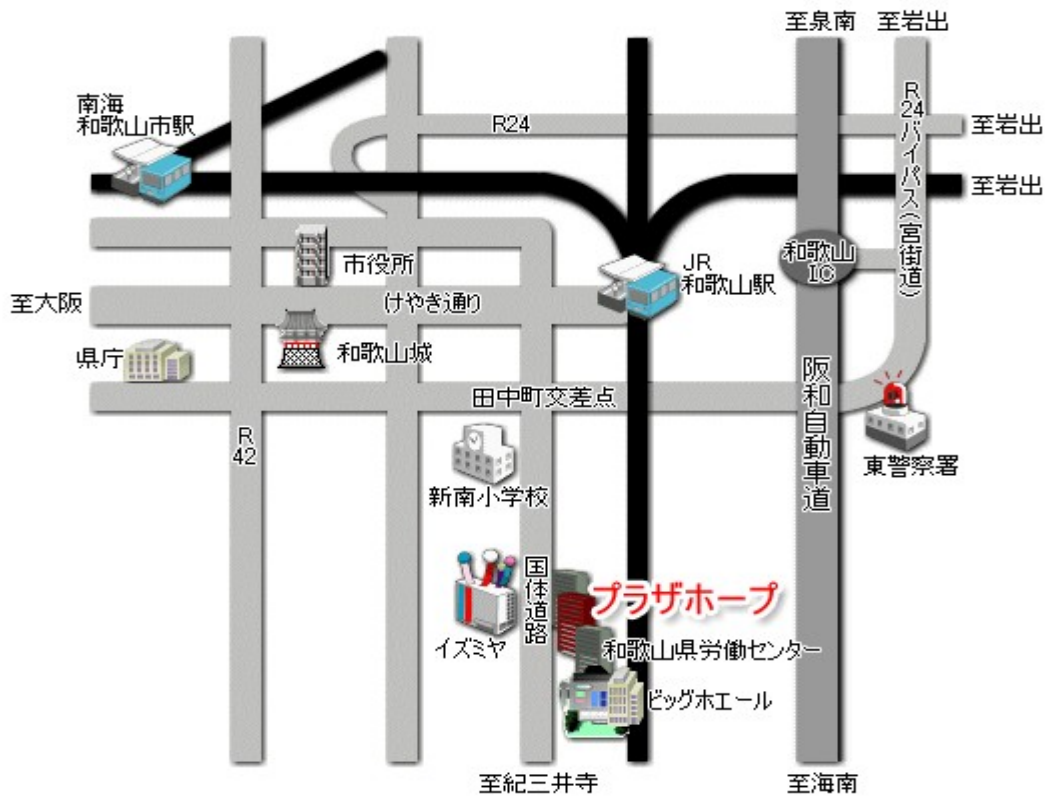 至泉南
至岩出
南海
和歌山市駅
R24
至岩出
R24バイパス(宮街道)
至岩出
市役所
JR
和歌山駅
和歌山
IC
至大阪
けやき通り
県庁
和歌山城
田中町交差点
阪和自動車道
R
42
東警察署
新南小学校
国体道路
プラザホープ
イズミヤ
和歌山県労働センター
ビッグホエール
至紀三井寺
至海南